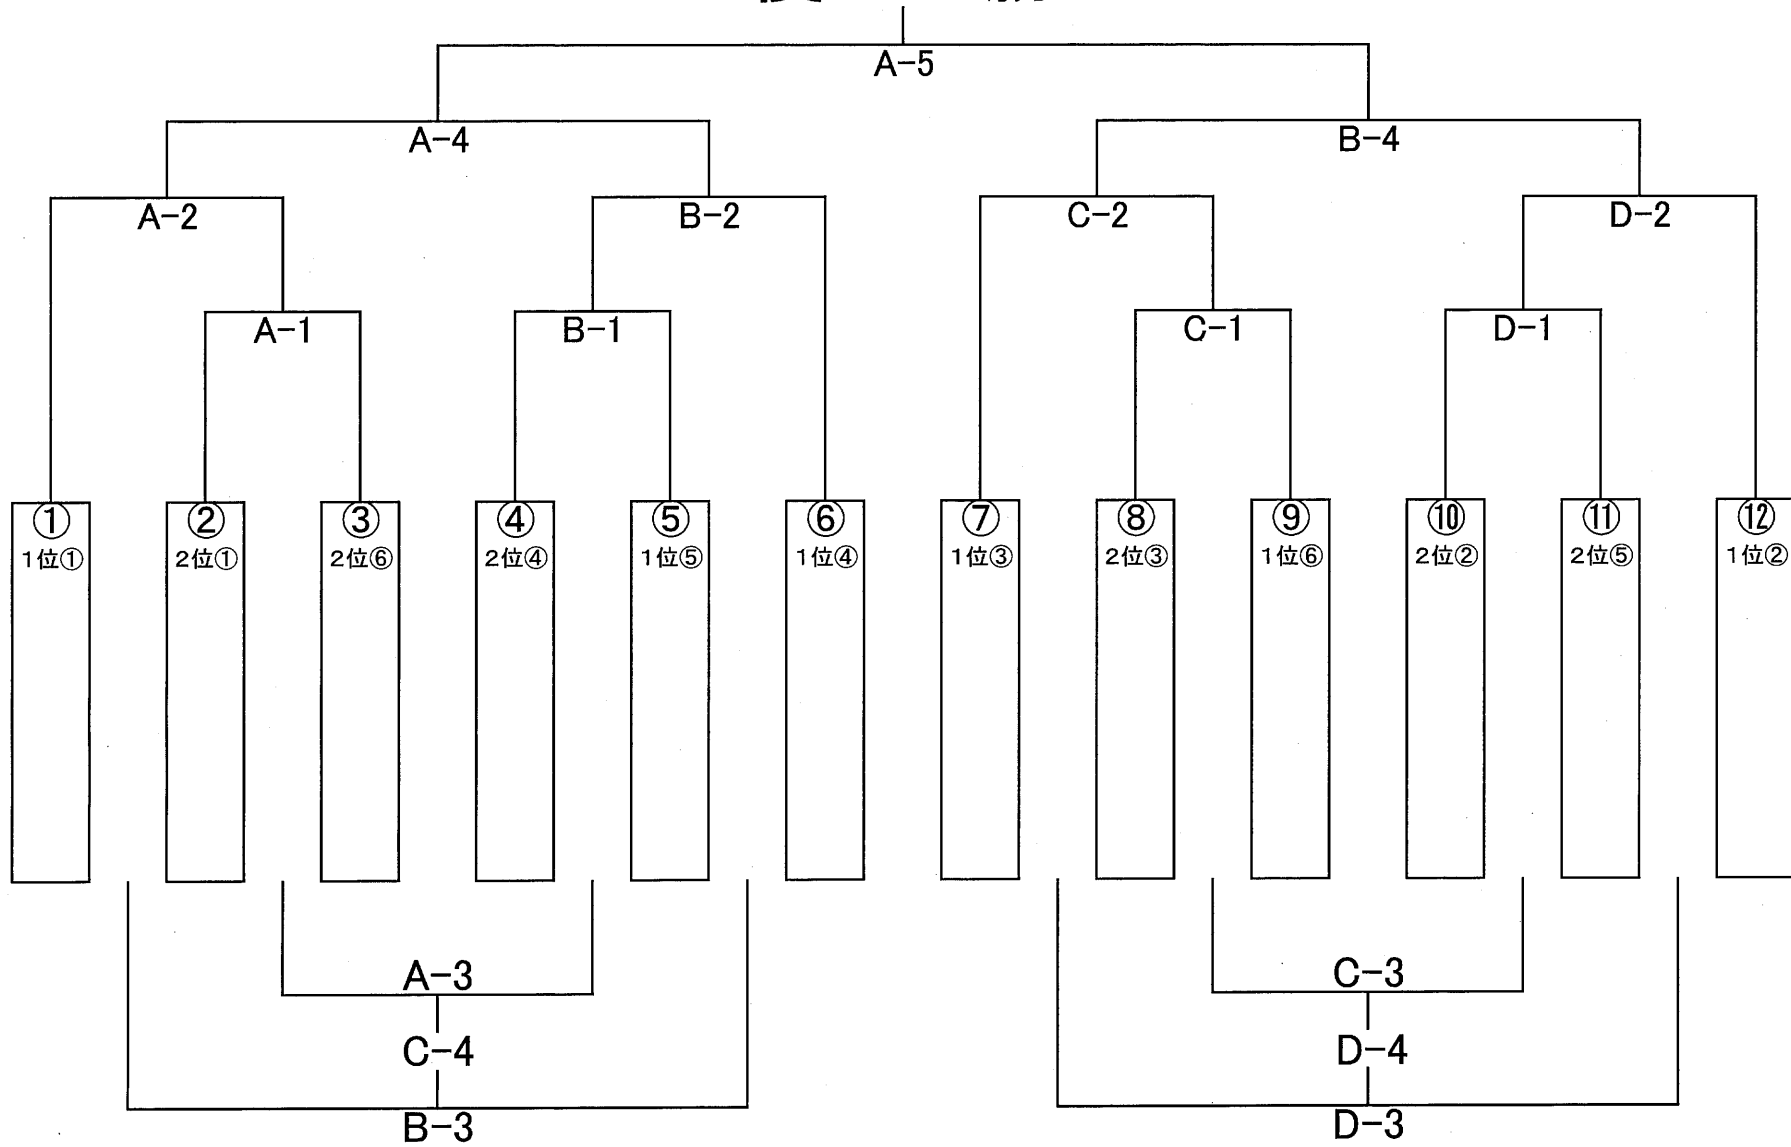 A-5
A-4
B-4
A-2
B-2
C-2
D-2
A-1
B-1
C-1
D-1
① ② ③ ④ ⑤ ⑥ ⑦ ⑧ ⑨ ⑩ ⑪ ⑫
1位① 2位① 2位⑥ 2位④ 1位⑤ 1位④ 1位③ 2位③ 1位⑥ 2位② 2位⑤ 1位②
A-3
C-3
C-4
D-4
B-3
D-3